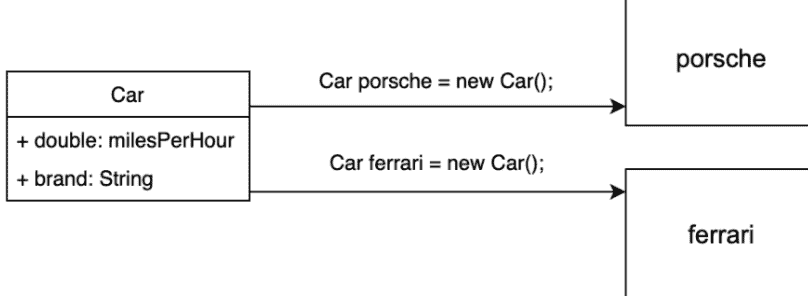 Car
+ double: milesPerHour
+ brand: String
Car porsche = new Car();
Car ferrari = new Car();
porsche
ferrari